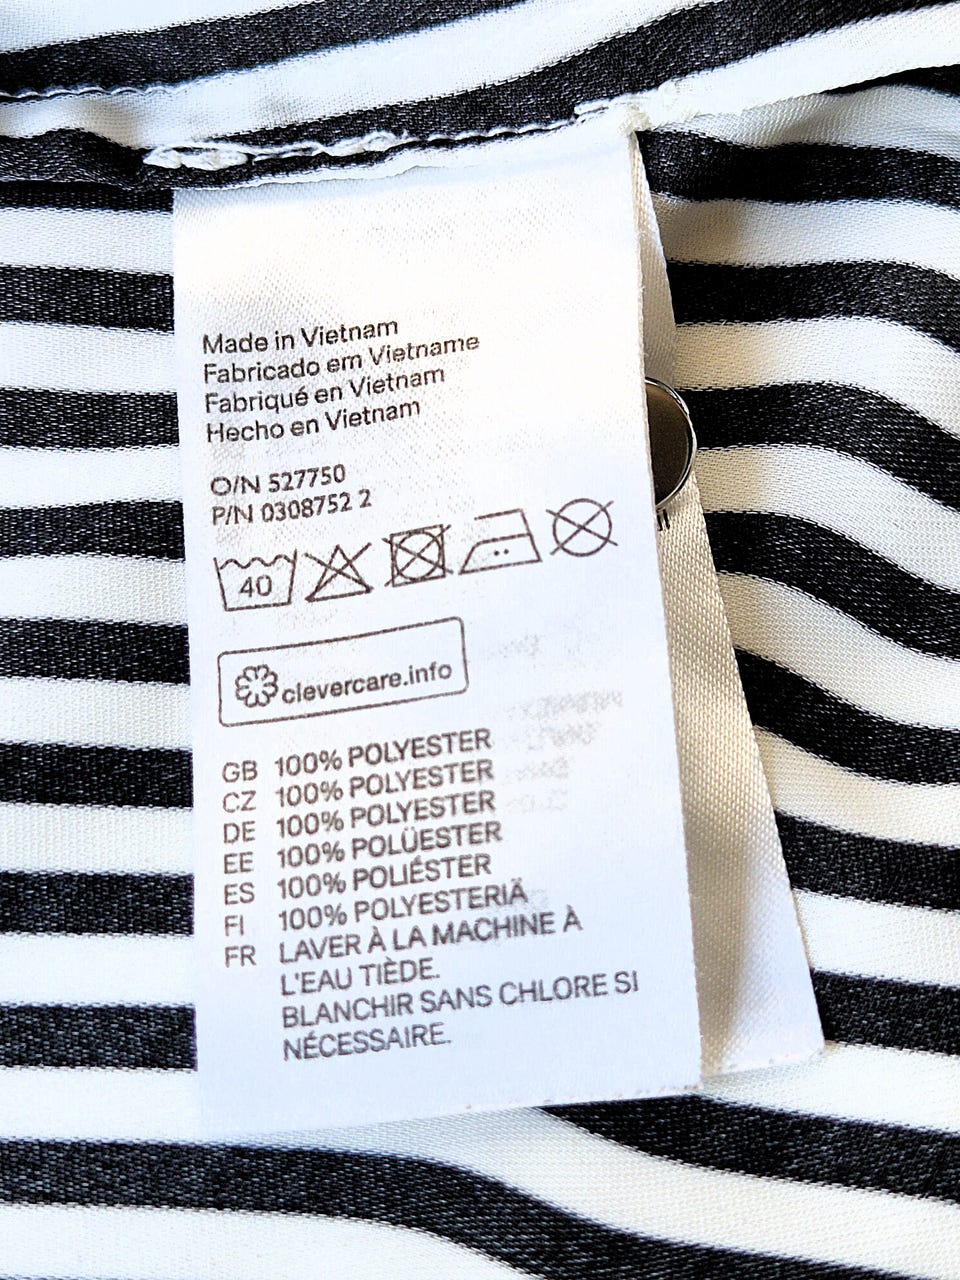 Made in Vietnam
Fabricado em Vietname
Fabriqué en Vietnam
Hecho en Vietnam
O/N 527750
P/N 0308752 2
40
clevercare.info
GB 100% POLYESTER
CZ 100% POLYESTER
DE 100% POLYESTER
EE 100% POLÜESTER
ES 100% POLIÉSTER
FI 100% POLYESTERIÄ
FR LAVER À LA MACHINE À
L'EAU TIÈDE.
BLANCHIR SANS CHLORE SI
NÉCESSAIRE.